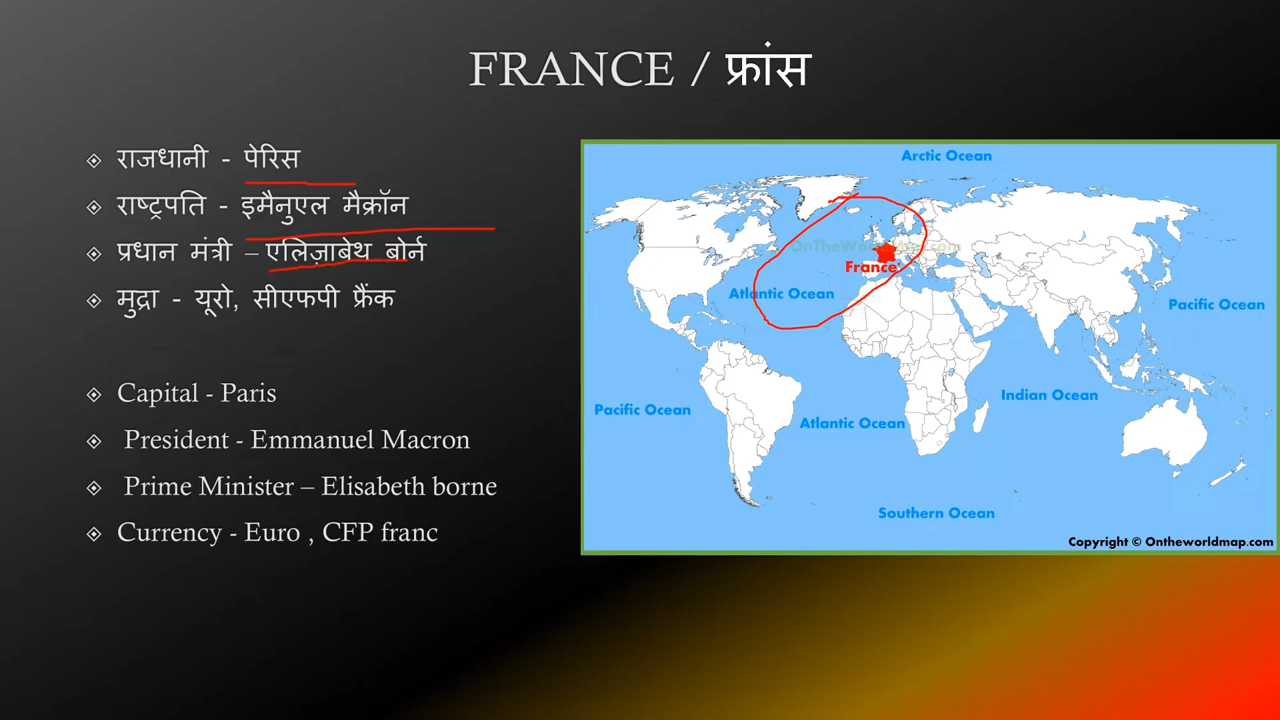 FRANCE / फ्रांस
राजधानी - पेरिस
राष्ट्रपति - इमैनुएल मैक्रॉन
प्रधान मंत्री – एलिज़ाबेथ बोर्न
मुद्रा - यूरो, सीएफपी फ्रैंक
Capital - Paris
President - Emmanuel Macron
Prime Minister – Elisabeth borne
Currency - Euro , CFP franc
Arctic Ocean
OnTheWorldMap.com
France
Atlantic Ocean
Pacific Ocean
Indian Ocean
Pacific Ocean
Atlantic Ocean
Southern Ocean
Copyright © Ontheworldmap.com